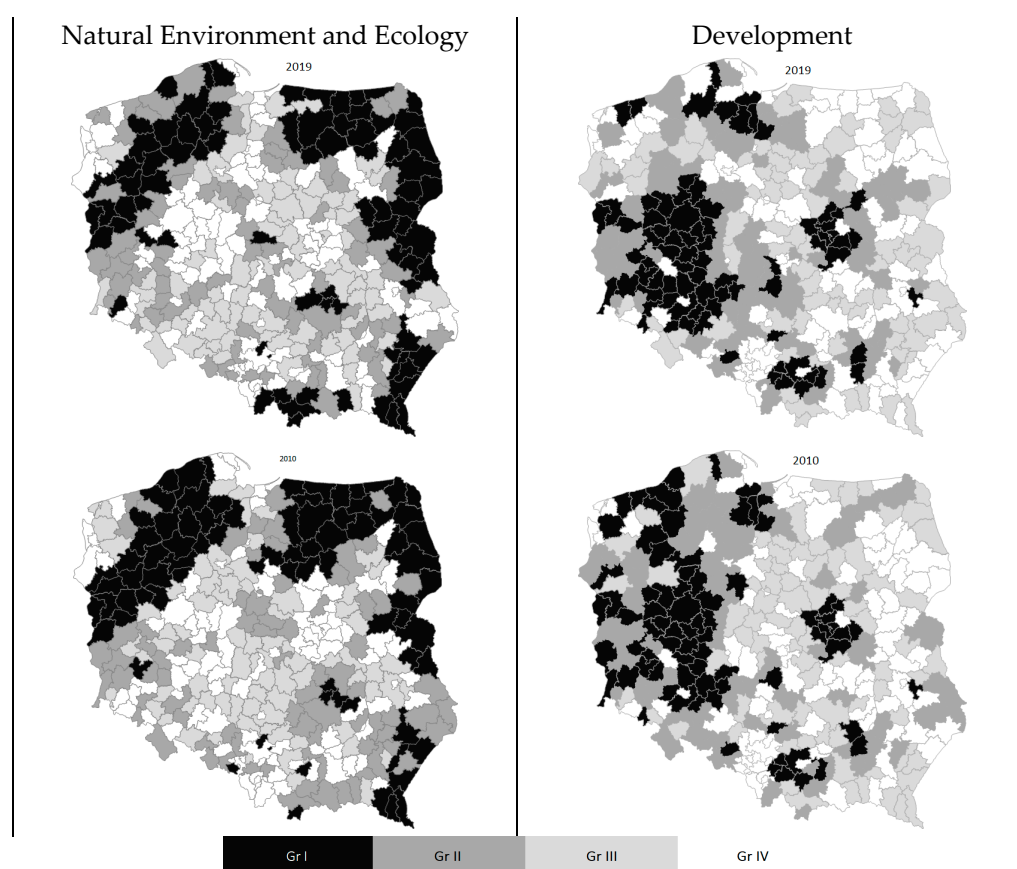 Natural Environment and Ecology
Development
2019
2019
2010
2010
Gr I
Gr II
Gr III
Gr IV